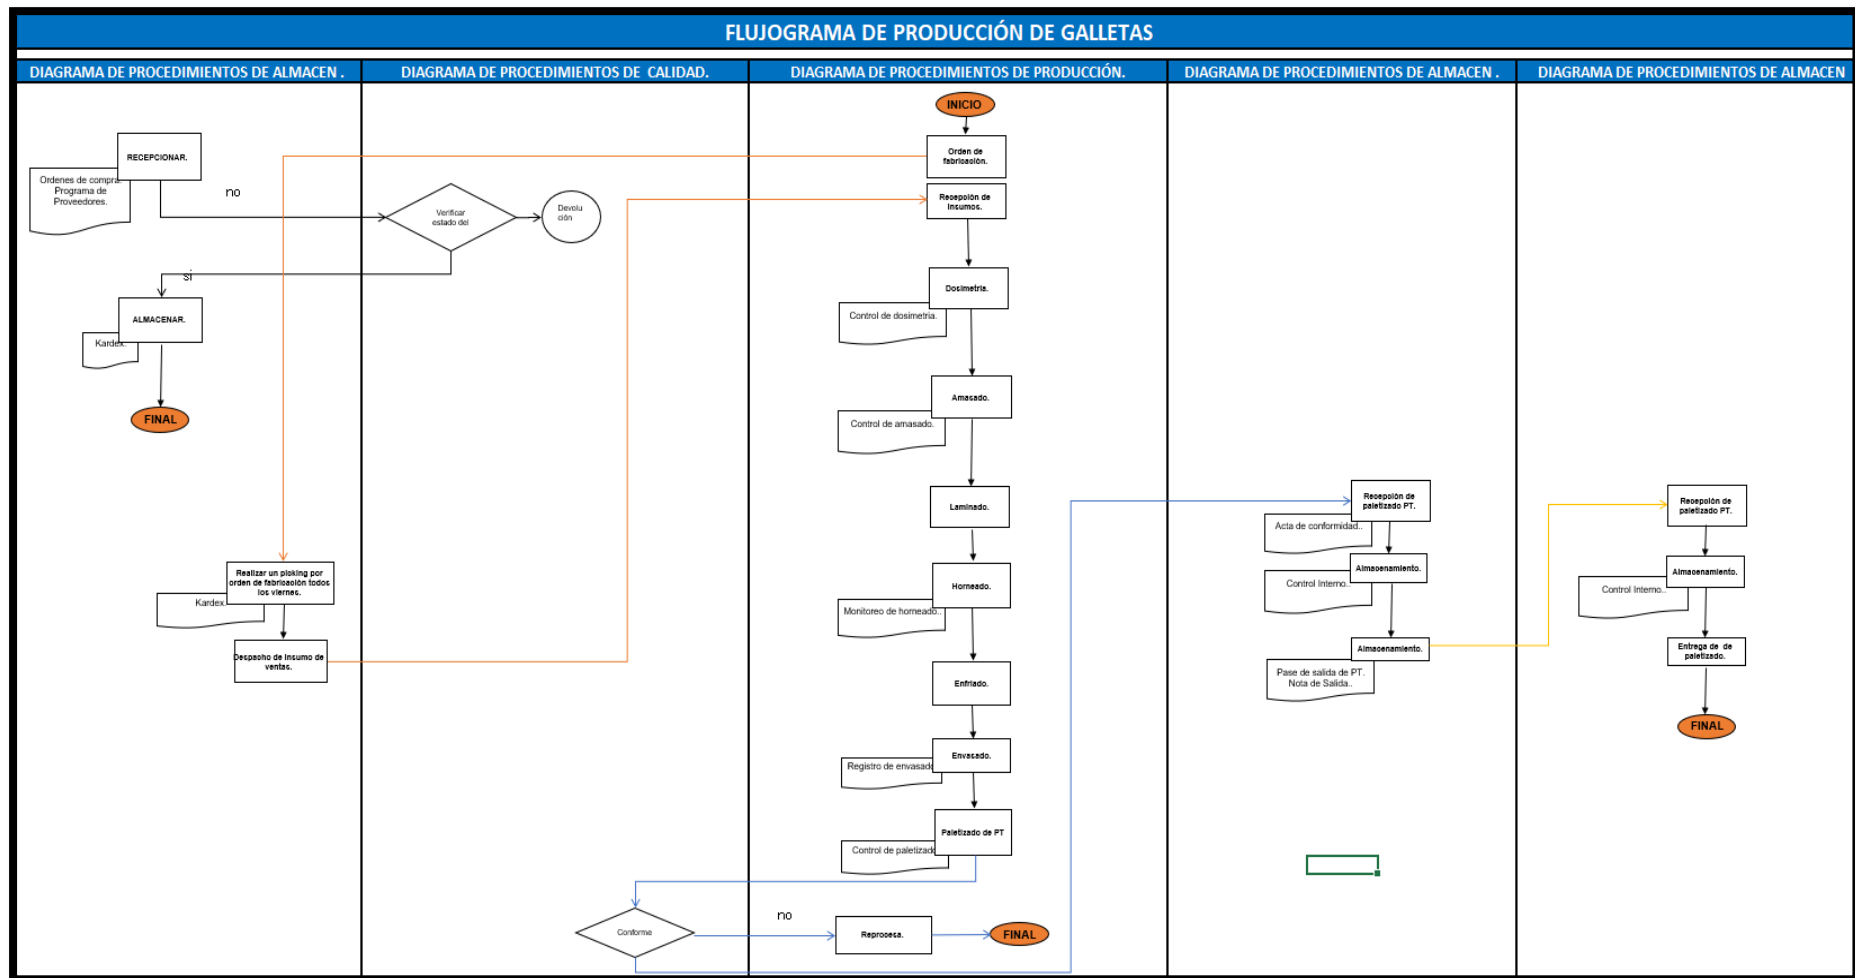 FLUJOGRAMA DE PRODUCCIÓN DE GALLETAS
DIAGRAMA DE PROCEDIMIENTOS DE ALMACEN .
DIAGRAMA DE PROCEDIMIENTOS DE  CALIDAD.
DIAGRAMA DE PROCEDIMIENTOS DE PRODUCCIÓN.
DIAGRAMA DE PROCEDIMIENTOS DE ALMACEN .
DIAGRAMA DE PROCEDIMIENTOS DE ALMACEN
RECEPCIONAR.
Ordenes de compra.
Programa de
Proveedores.
no
si
ALMACENAR.
Kardex.
FINAL
Realizar un picking por
orden de fabricación todos
los viernes.
Kardex.
Despacho de Insumo de
ventas.
Verificar
estado del
Devolu
ción
Conforme
INICIO
Orden de
fabricación.
Recepción de
Insumos.
Dosimetria.
Control de dosimetria.
Amasado.
Control de amasado.
Laminado.
Horneado.
Monitoreo de horneado..
Enfriado.
Envasado.
Registro de envasado
Paletizado de PT
Control de paletizado
no
Reprocesa.
FINAL
Recepción de
paletizado PT.
Acta de conformidad..
Almacenamiento.
Control Interno..
Almacenamiento.
Pase de salida de PT.
Nota de Salida..
Recepción de
paletizado PT.
Almacenamiento.
Control Interno..
Entrega de  de
paletizado.
FINAL